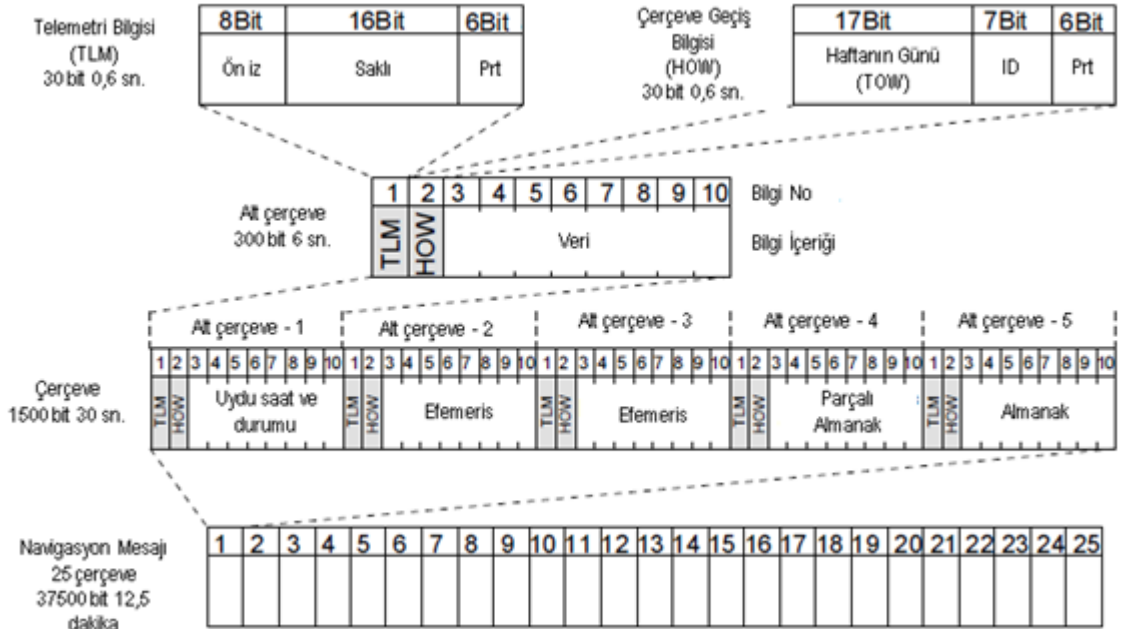 Telemetri Bilgisi
(TLM)
30 bit 0,6 sn.
8Bit 16Bit 6Bit
Ön iz Saklı Prt
Çerçeve Geçiş
Bilgisi
(HOW)
30 bit 0,6 sn.
17Bit 7Bit 6Bit
Haftanın Günü
(TOW)
ID Prt
Alt çerçeve
300 bit 6 sn.
1 2 3 4 5 6 7 8 9 10 Bilgi No
TLM HOW Veri Bilgi İçeriği
Alt çerçeve - 1 Alt çerçeve - 2 Alt çerçeve - 3 Alt çerçeve - 4 Alt çerçeve - 5
1 2 3 4 5 6 7 8 9 10 1 2 3 4 5 6 7 8 9 10 1 2 3 4 5 6 7 8 9 10 1 2 3 4 5 6 7 8 9 10 1 2 3 4 5 6 7 8 9 10
Çerçeve
1500 bit 30 sn.
TLM HOW Uydu saat ve
durumu
TLM HOW Efemeris
TLM HOW Efemeris
TLM HOW Parçalı
Almanak
TLM HOW Almanak
Navigasyon Mesajı
25 çerçeve
37500 bit 12,5
dakika
1 2 3 4 5 6 7 8 9 10 11 12 13 14 15 16 17 18 19 20 21 22 23 24 25